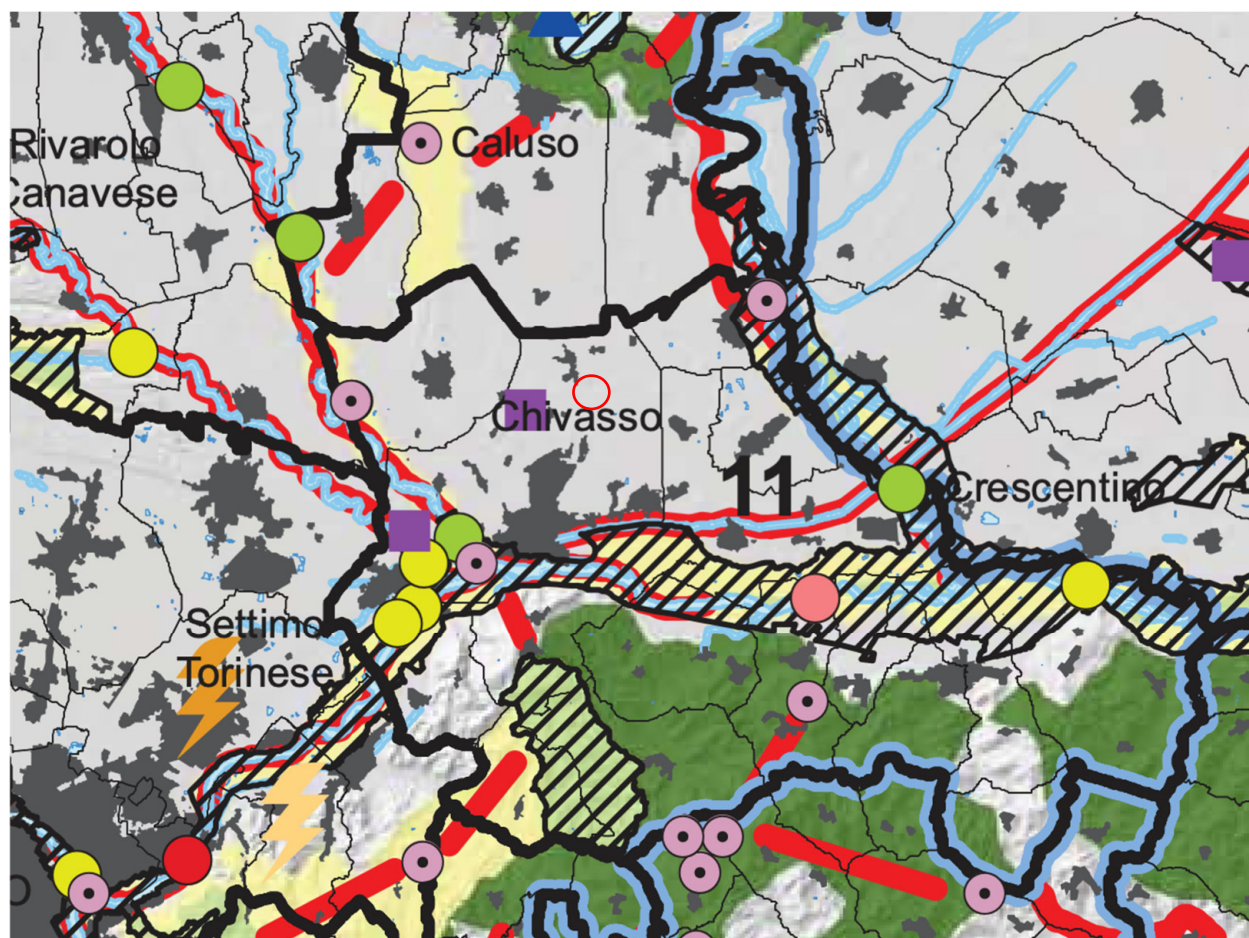 Caluso
Rivarolo
Canavese
Chivasso
11
Crescentino
Settimo
Torinese
o